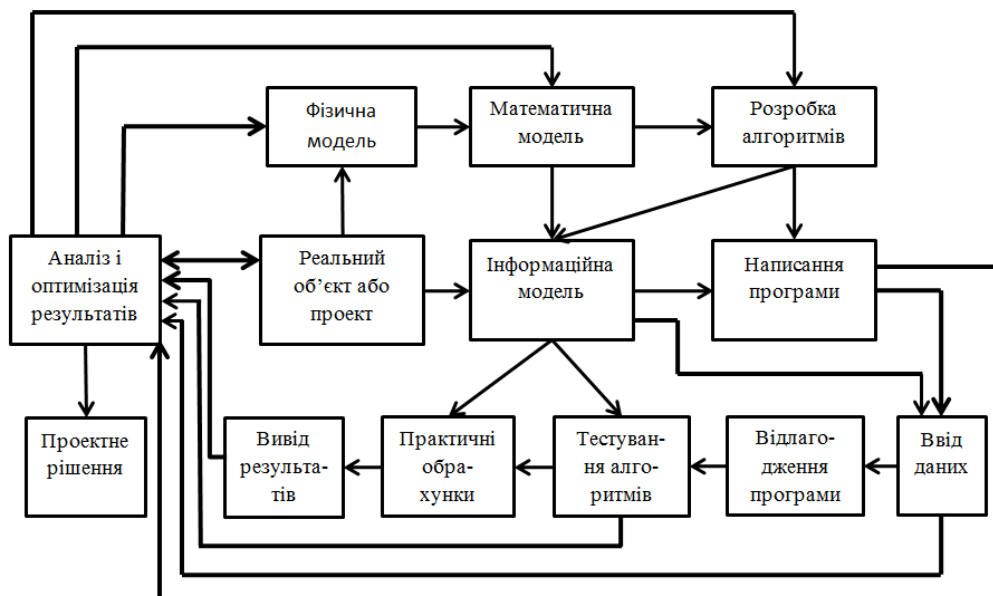 Фізична
модель
Математична
модель
Розробка
алгоритмів
Аналіз і
оптимізація
результатів
Реальний
об’єкт або
проект
Інформаційна
модель
Написання
програми
Проектне
рішення
Вивід
результа-
тів
Практичні
обра-
хунки
Тестуван-
ня алго-
ритмів
Відлаго-
дження
програми
Ввід
даних